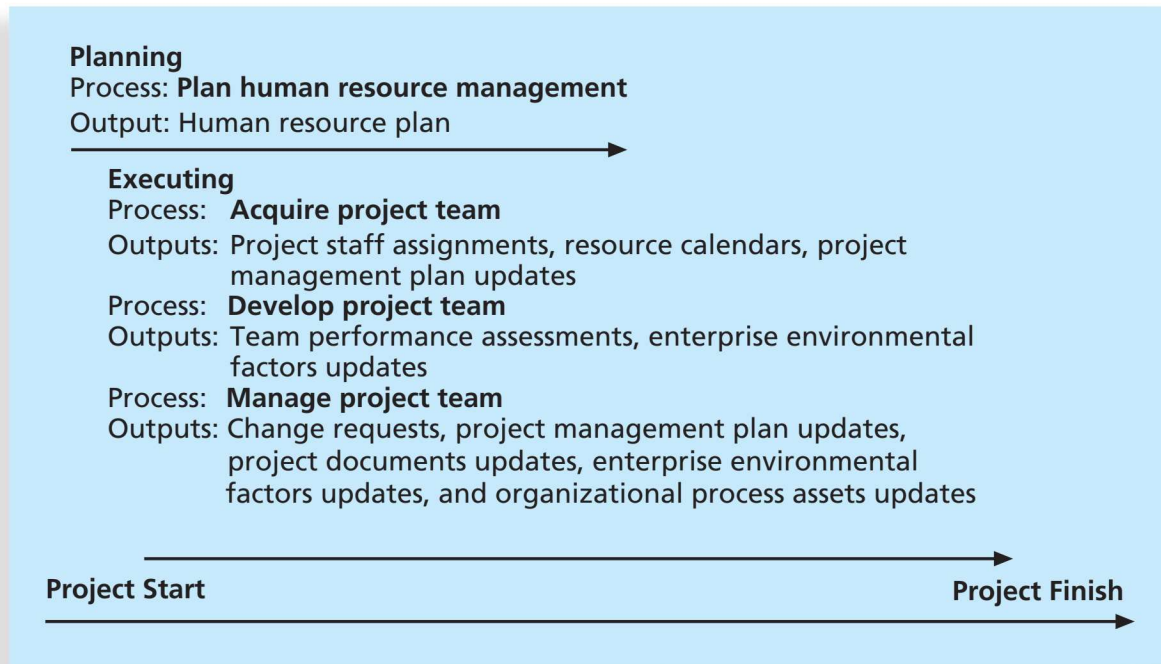 Planning
Process: Plan human resource management
Output: Human resource plan
Executing
Process: Acquire project team
Outputs: Project staff assignments, resource calendars, project
management plan updates
Process: Develop project team
Outputs: Team performance assessments, enterprise environmental
factors updates
Process: Manage project team
Outputs: Change requests, project management plan updates,
project documents updates, enterprise environmental
factors updates, and organizational process assets updates
Project Start
Project Finish